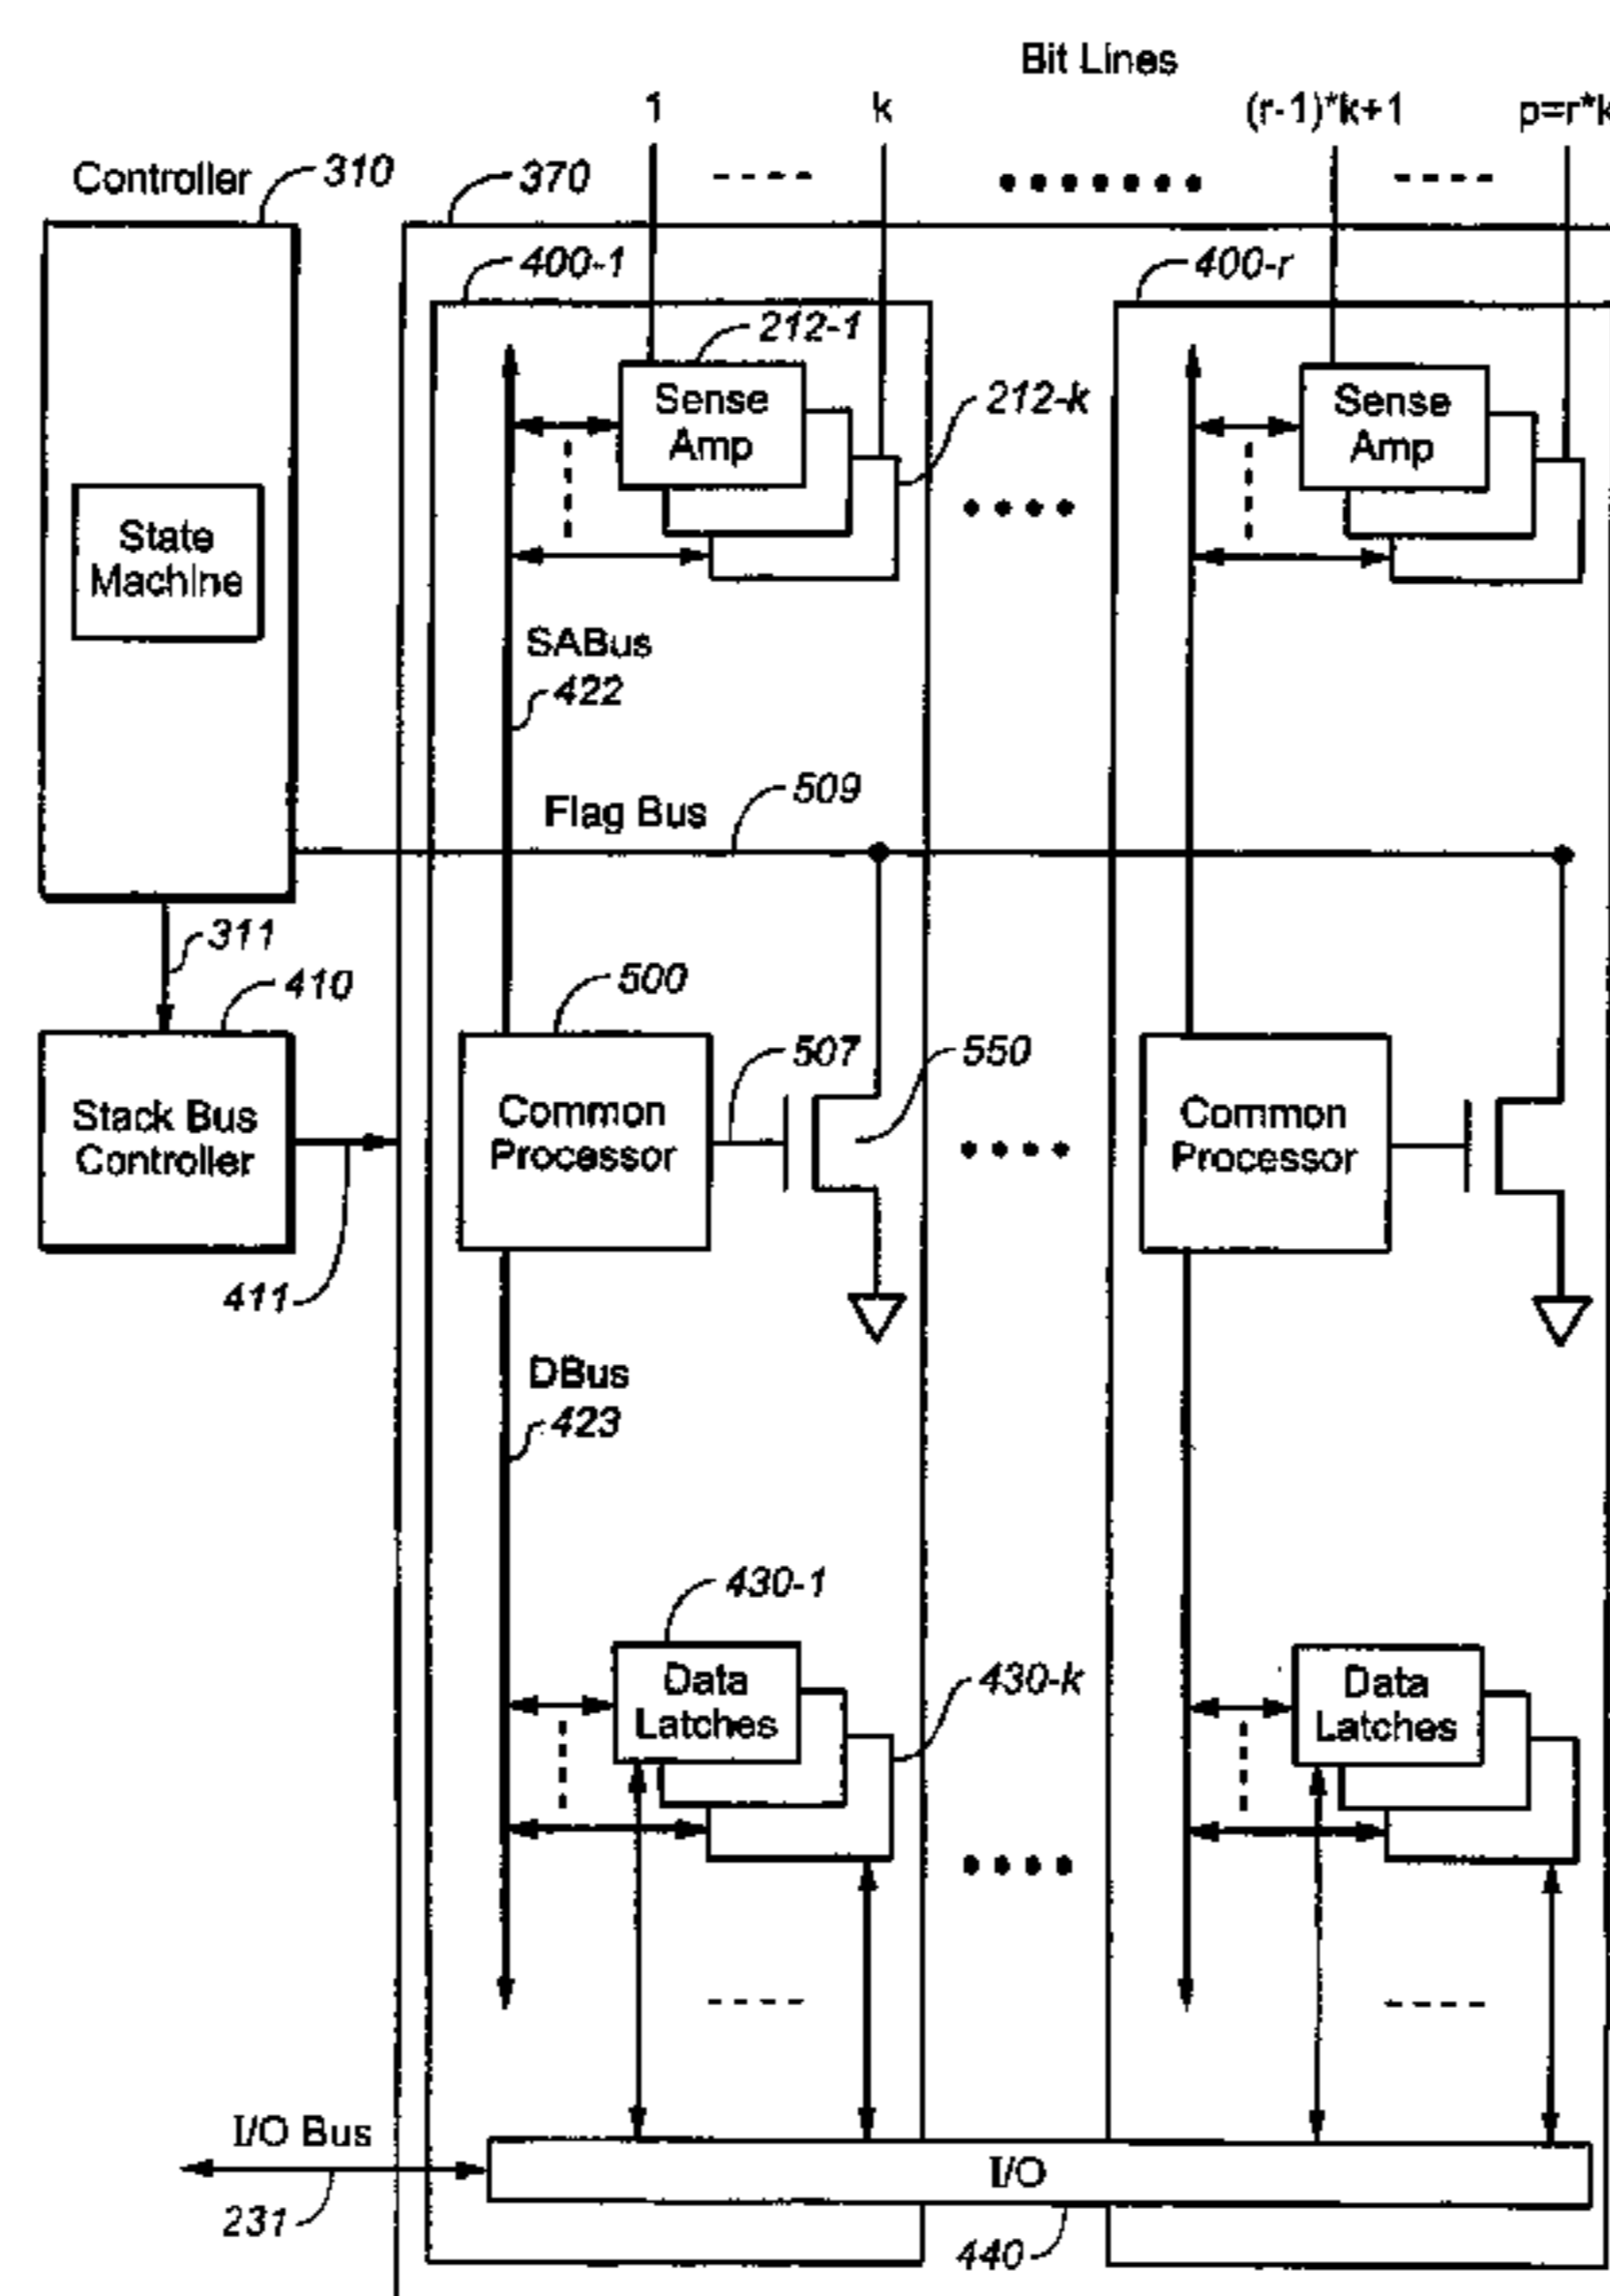 Bit Lines
1
k
(r-1)*k+1
p=r*k
Controller
310
370
400-1
400-r
212-1
Sense
Amp
212-k
Sense
Amp
State
Machine
SABus
422
Flag Bus
509
311
410
500
507
550
Stack Bus
Controller
Common
Processor
Common
Processor
411
DBus
423
430-1
Data
Latches
430-k
Data
Latches
I/O Bus
I/O
231
440